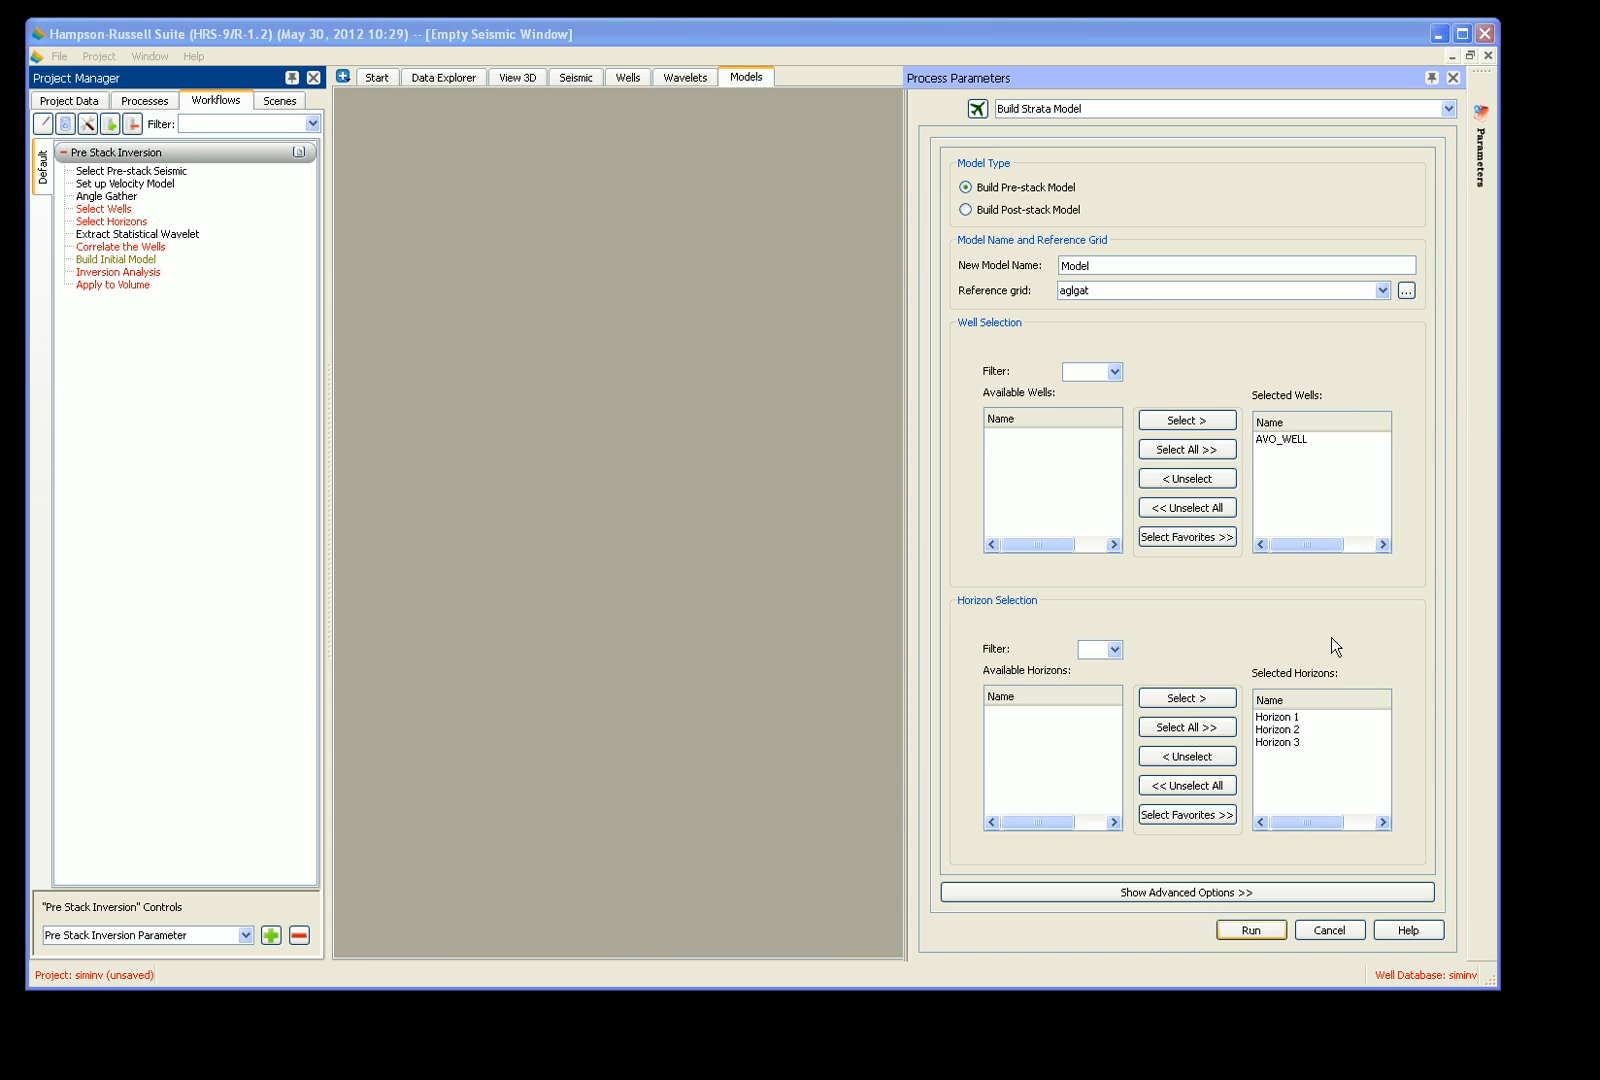 Hampson-Russell Suite (HRS-9/R-1.2) (May 30, 2012 10:29) -- [Empty Seismic Window]
File Project Window Help
Project Manager
Project Data Processes Workflows Scenes
Filter:
Default
Pre Stack Inversion
Select Pre-stack Seismic
Set up Velocity Model
Angle Gather
Select Wells
Select Horizons
Extract Statistical Wavelet
Correlate the Wells
Build Initial Model
Inversion Analysis
Apply to Volume
"Pre Stack Inversion" Controls
Pre Stack Inversion Parameter
Project: siminv (unsaved)
Start Data Explorer View 3D Seismic Wells Wavelets Models
Process Parameters
Build Strata Model
Parameters
Model Type
Build Pre-stack Model
Build Post-stack Model
Model Name and Reference Grid
New Model Name: Model
Reference grid: aglgat ...
Well Selection
Filter:
Available Wells:
Name
Select >
Select All >>
< Unselect
<< Unselect All
Select Favorites >>
Selected Wells:
Name
AVO_WELL
Horizon Selection
Filter:
Available Horizons:
Name
Select >
Select All >>
< Unselect
<< Unselect All
Select Favorites >>
Selected Horizons:
Name
Horizon 1
Horizon 2
Horizon 3
Show Advanced Options >>
Run Cancel Help
Well Database: siminv